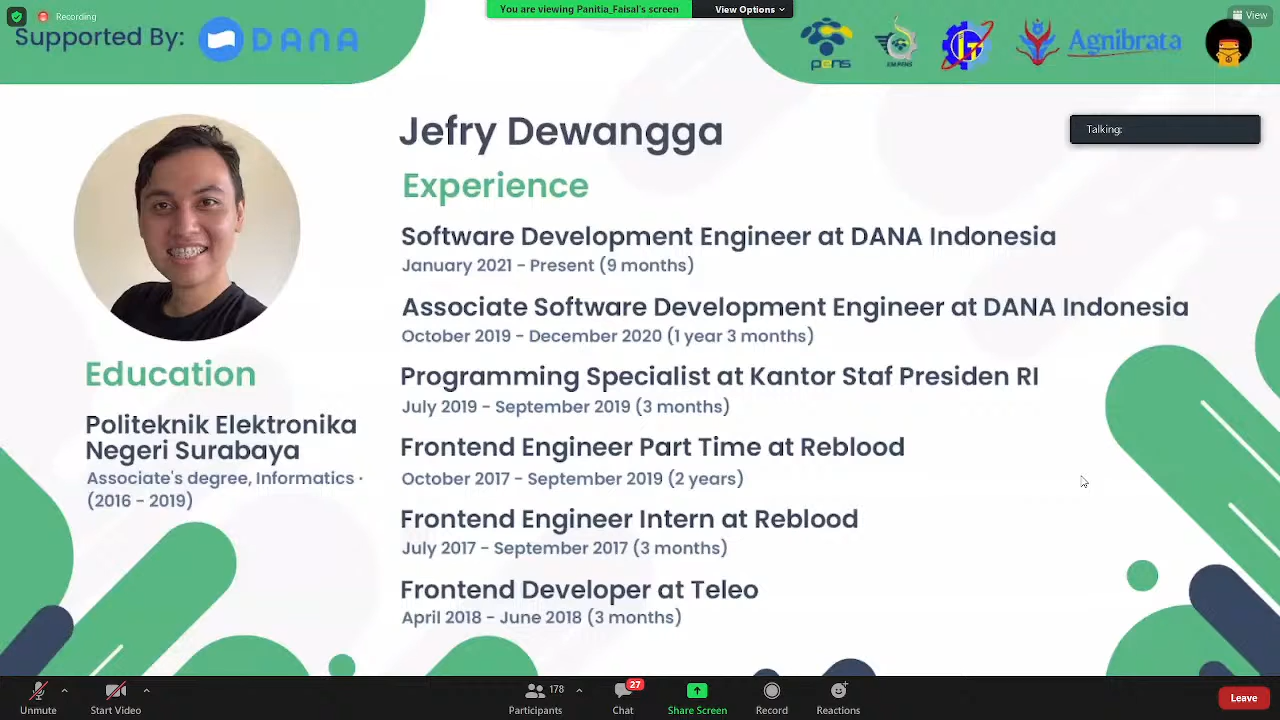 Recording
You are viewing Panitia_Faisal's screen
View Options
View
Supported By:
DANA
pens
EM PENS
IT
Agnibrata
Talking:
Jefry Dewangga
Experience
Software Development Engineer at DANA Indonesia
January 2021 - Present (9 months)
Associate Software Development Engineer at DANA Indonesia
October 2019 - December 2020 (1 year 3 months)
Programming Specialist at Kantor Staf Presiden RI
July 2019 - September 2019 (3 months)
Frontend Engineer Part Time at Reblood
October 2017 - September 2019 (2 years)
Frontend Engineer Intern at Reblood
July 2017 - September 2017 (3 months)
Frontend Developer at Teleo
April 2018 - June 2018 (3 months)
Education
Politeknik Elektronika
Negeri Surabaya
Associate's degree, Informatics ·
(2016 - 2019)
Unmute
Start Video
178
Participants
27
Chat
Share Screen
Record
Reactions
Leave